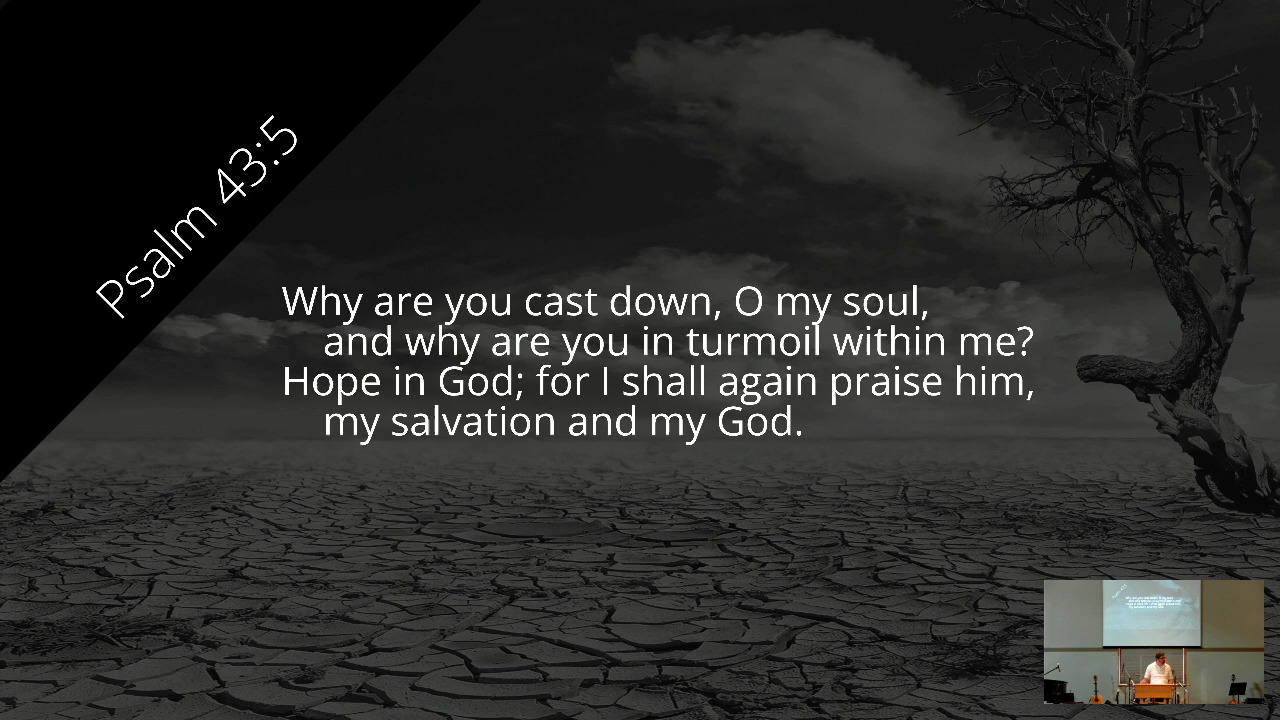 Psalm 43:5
Why are you cast down, O my soul,
and why are you in turmoil within me?
Hope in God; for I shall again praise him,
my salvation and my God.